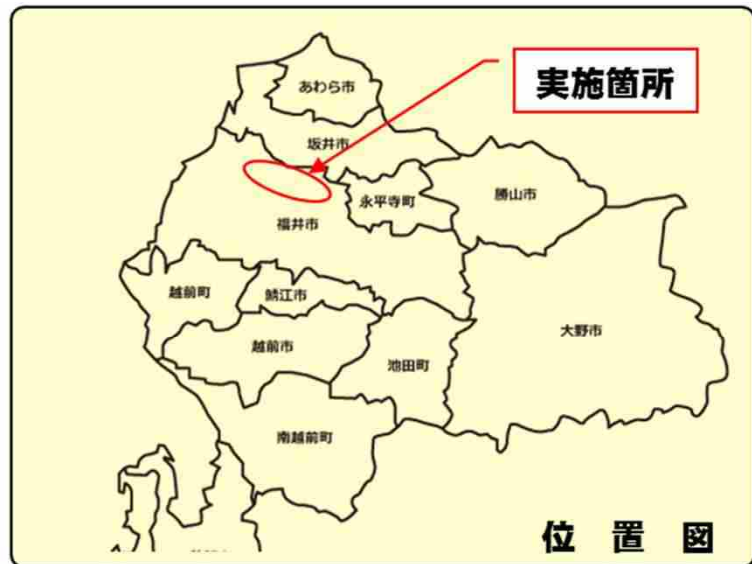 あわら市
実施箇所
坂井市
永平寺町
勝山市
福井市
越前町
鯖江市
大野市
越前市
池田町
南越前町
位置図